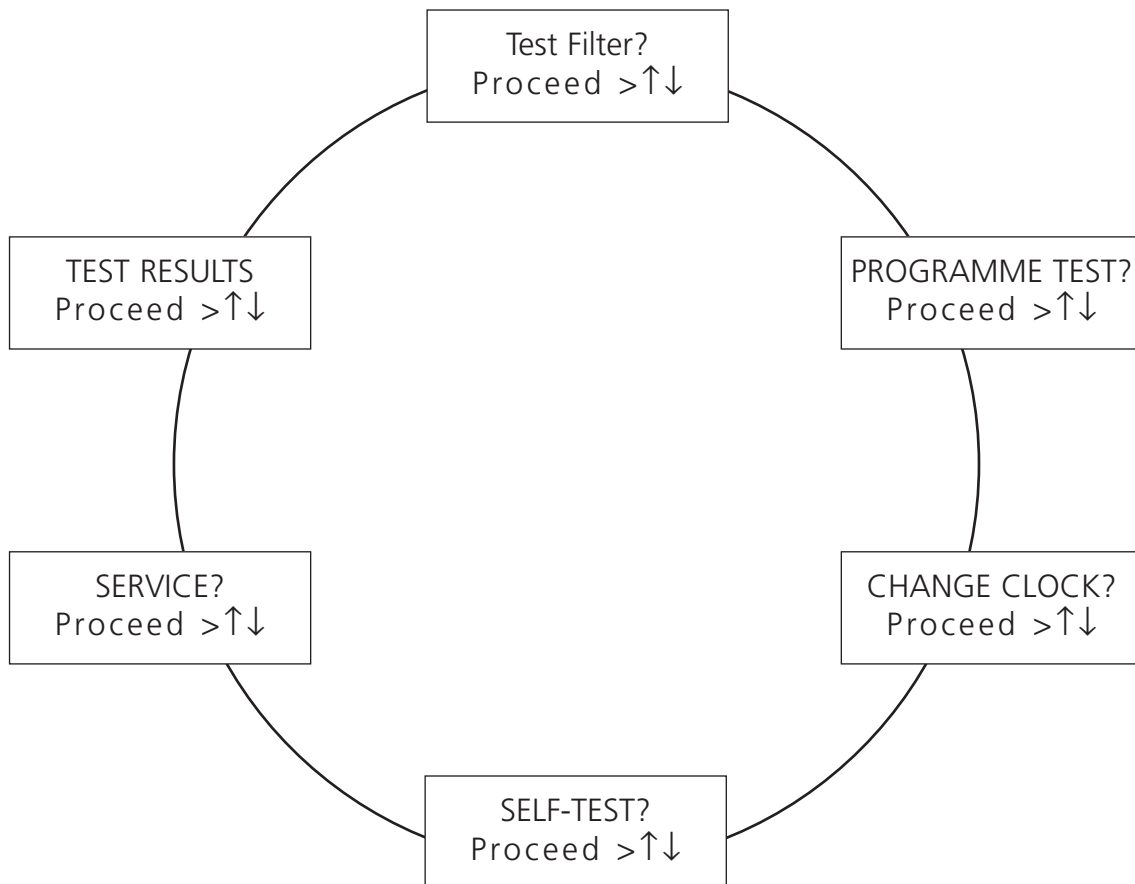 Test Filter?
Proceed >↑↓
TEST RESULTS
Proceed >↑↓
PROGRAMME TEST?
Proceed >↑↓
SERVICE?
Proceed >↑↓
CHANGE CLOCK?
Proceed >↑↓
SELF-TEST?
Proceed >↑↓